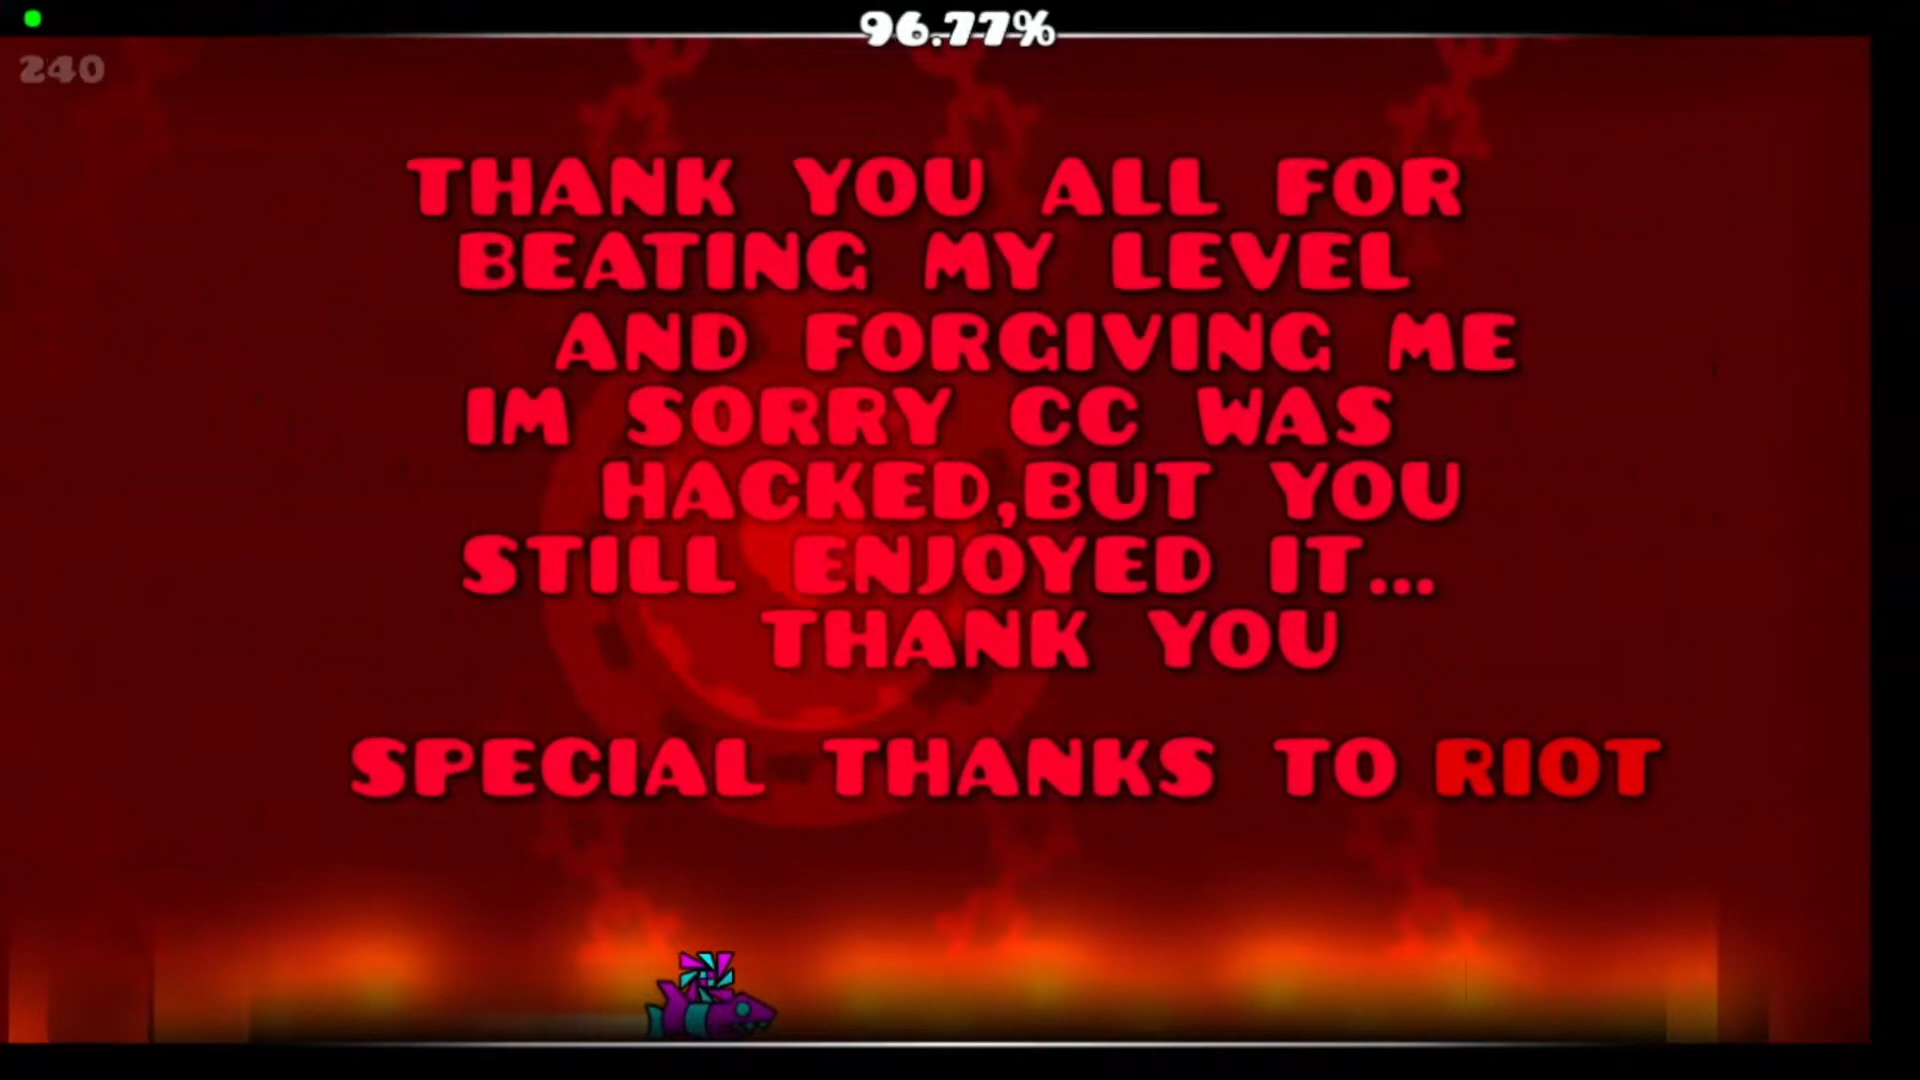 96.77%
240
THANK YOU ALL FOR
BEATING MY LEVEL
AND FORGIVING ME
IM SORRY CC WAS
HACKED,BUT YOU
STILL ENJOYED IT...
THANK YOU
SPECIAL THANKS TO RIOT